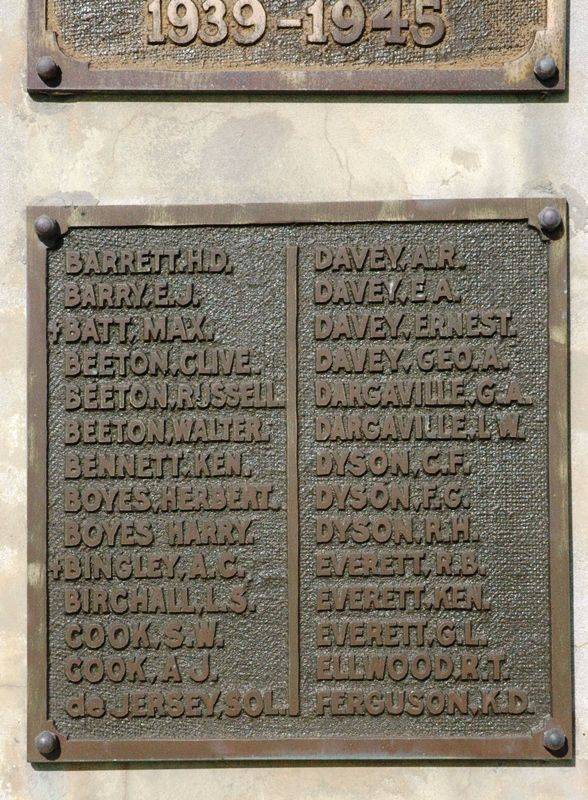 1939-1945
BARRETT, H.D.
BARRY, E.J.
+BATT, MAX.
BEETON, CLIVE.
BEETON, RUSSELL.
BEETON, WALTER.
BENNETT, KEN.
BOYES, HERBERT.
BOYES HARRY.
+BINGLEY, A.C.
BIRCHALL, L.S.
COOK, S.W.
COOK, A J.
de JERSEY, SOL.
DAVEY, A.R.
DAVEY, E A.
DAVEY, ERNEST.
DAVEY, GEO. A.
DARGAVILLE, G.A.
DARGAVILLE, L W.
DYSON, C.F.
DYSON, F.G.
DYSON, R.H.
EVERETT, R.B.
EVERETT, KEN.
EVERETT, G.L.
ELLWOOD, R.T.
FERGUSON, K.D.